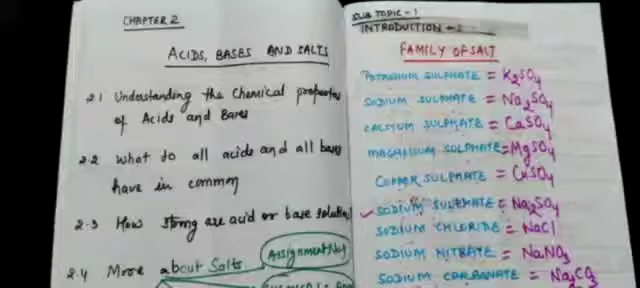 CHAPTER 2
ACIDS, BASES AND SALTS
2.1 Understanding the Chemical properties
of Acids and Bases
2.2 What do all acids and all bases
have in common
2.3 How strong are acid or base solution
2.4 More about Salts
Assignment No 1
SUB TOPIC - 1
INTRODUCTION -:
FAMILY OF SALT
POTASSIUM SULPHATE = K₂SO₄
SODIUM SULPHATE = Na₂SO₄
CALCIUM SULPHATE = CaSO₄
MAGNESIUM SULPHATE = MgSO₄
COPPER SULPHATE = CuSO₄
✓ SODIUM SULPHATE = Na₂SO₄
SODIUM CHLORIDE = NaCl
SODIUM NITRATE = NaNO₃
SODIUM CARBONATE = Na₂CO₃